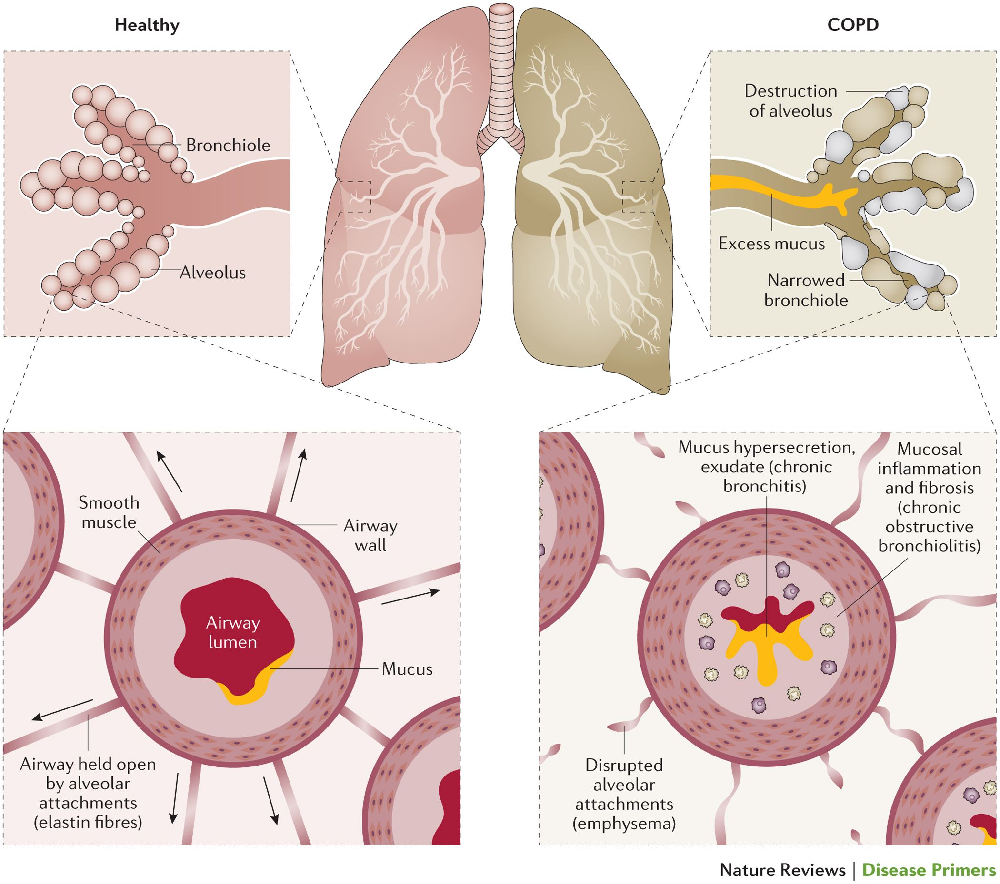 Healthy
COPD
Bronchiole
Alveolus
Destruction
of alveolus
Excess mucus
Narrowed
bronchiole
Smooth
muscle
Airway
wall
Airway
lumen
Mucus
Airway held open
by alveolar
attachments
(elastin fibres)
Mucus hypersecretion,
exudate (chronic
bronchitis)
Mucosal
inflammation
and fibrosis
(chronic
obstructive
bronchiolitis)
Disrupted
alveolar
attachments
(emphysema)
Nature Reviews | Disease Primers